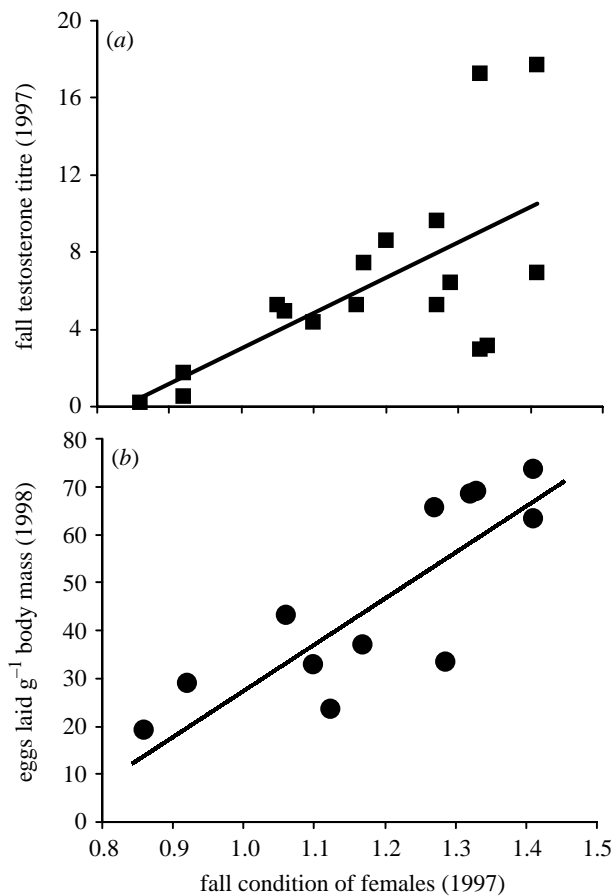 20
(a)
16
12
8
4
0
fall testosterone titre (1997)
80
(b)
70
60
50
40
30
20
10
0
eggs laid g⁻¹ body mass (1998)
0.8 0.9 1.0 1.1 1.2 1.3 1.4 1.5
fall condition of females (1997)